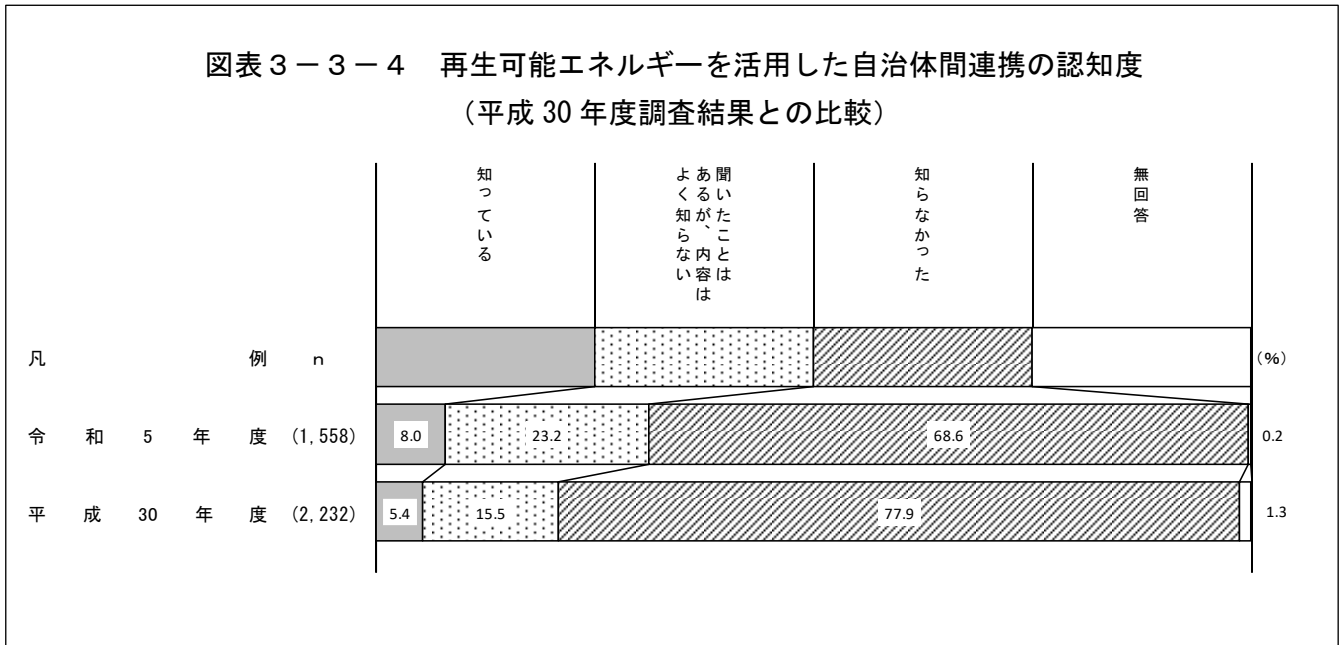 図表３－３－４　再生可能エネルギーを活用した自治体間連携の認知度
（平成 30 年度調査結果との比較）
知っている
聞いたことは
あるが、内容は
よく知らない
知らなかった
無回答
凡例 n (%)
令和5年度 (1,558) 8.0 23.2 68.6 0.2
平成30年度 (2,232) 5.4 15.5 77.9 1.3